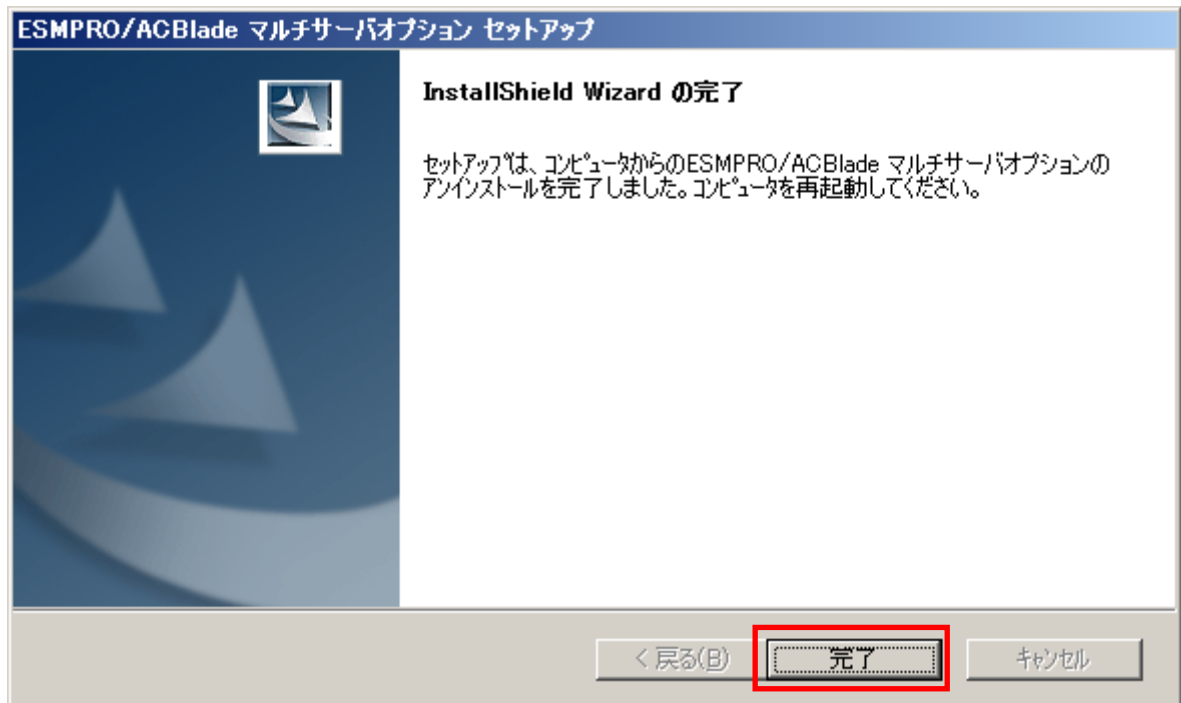 ESMPRO/ACBlade マルチサーバオプション セットアップ
InstallShield Wizard の完了
セットアップは、コンピュータからのESMPRO/ACBlade マルチサーバオプションの
アンインストールを完了しました。コンピュータを再起動してください。
< 戻る(B)
完了
キャンセル